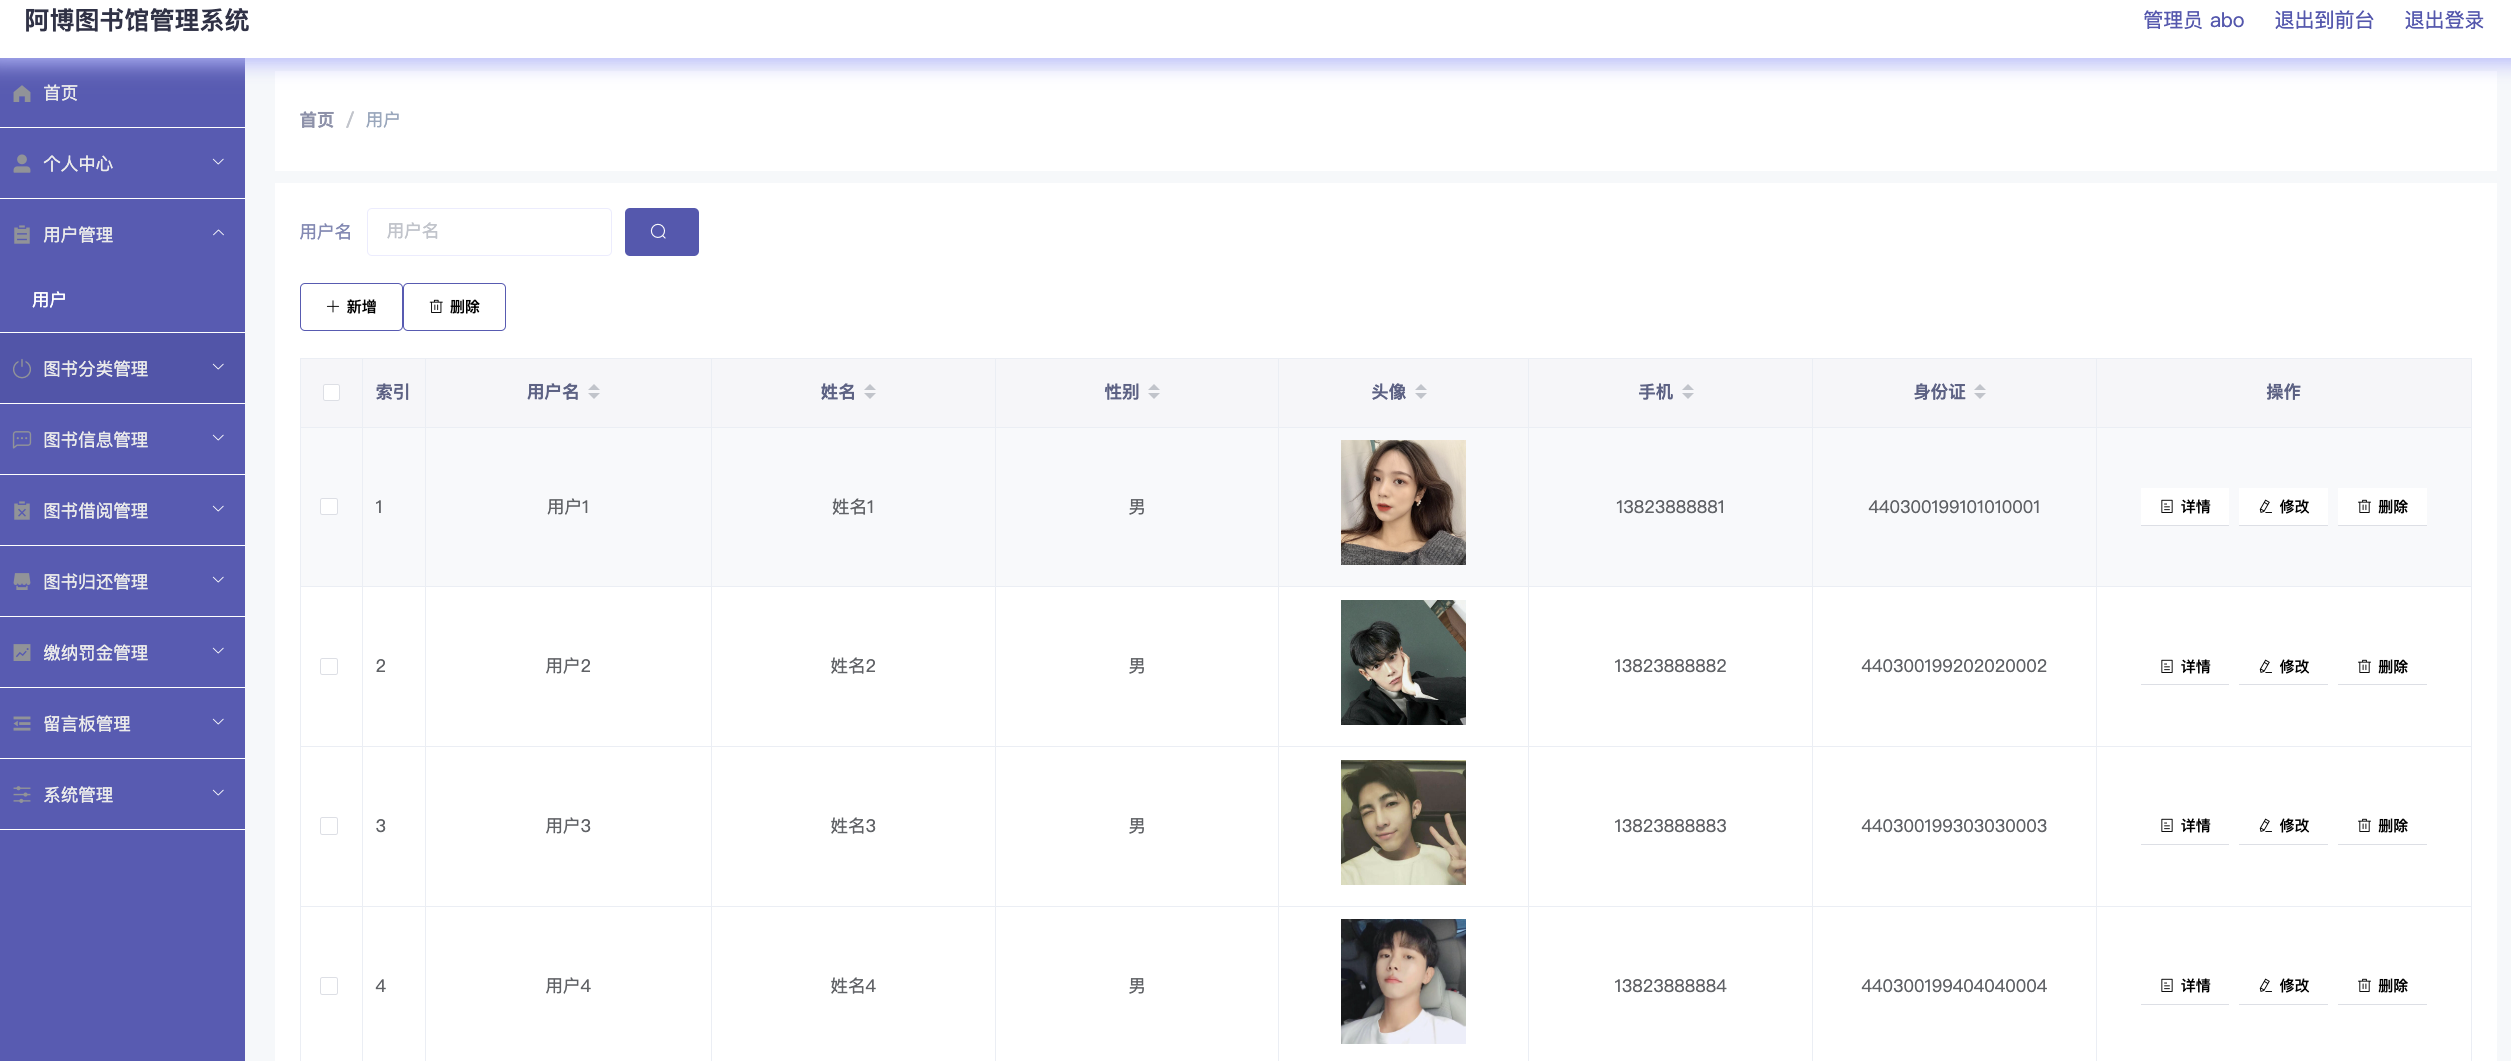 阿博图书馆管理系统
管理员 abo 退出到前台 退出登录
首页
个人中心
用户管理
用户
图书分类管理
图书信息管理
图书借阅管理
图书归还管理
缴纳罚金管理
留言板管理
系统管理
首页 / 用户
用户名 用户名
新增 删除
索引 用户名 姓名 性别 头像 手机 身份证 操作
1 用户1 姓名1 男 13823888881 440300199101010001 详情 修改 删除
2 用户2 姓名2 男 13823888882 440300199202020002 详情 修改 删除
3 用户3 姓名3 男 13823888883 440300199303030003 详情 修改 删除
4 用户4 姓名4 男 13823888884 440300199404040004 详情 修改 删除